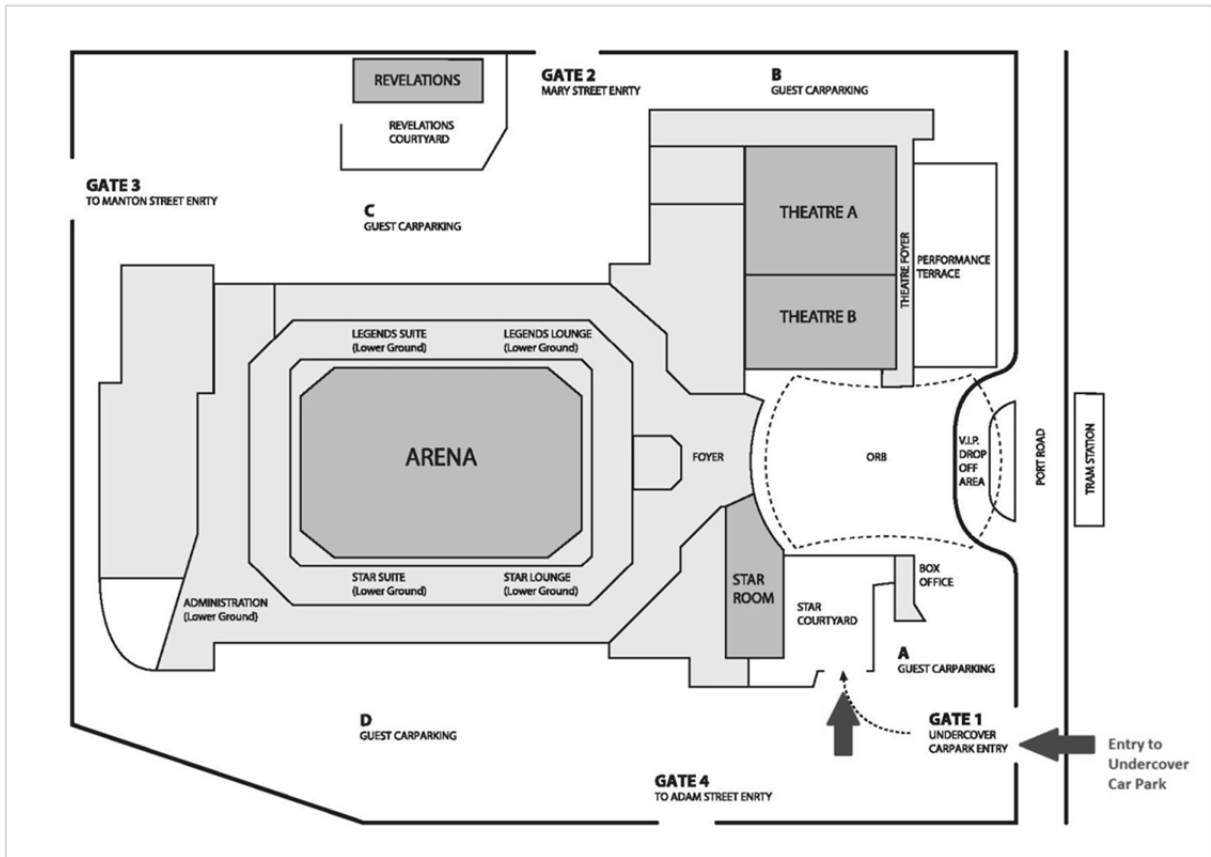 REVELATIONS
REVELATIONS
COURTYARD
GATE 2
MARY STREET ENRTY
B
GUEST CARPARKING
GATE 3
TO MANTON STREET ENRTY
C
GUEST CARPARKING
THEATRE A
THEATRE B
THEATRE FOYER
PERFORMANCE
TERRACE
LEGENDS SUITE
(Lower Ground)
LEGENDS LOUNGE
(Lower Ground)
ARENA
FOYER
ORB
V.I.P.
DROP
OFF
AREA
PORT ROAD
TRAM STATION
STAR SUITE
(Lower Ground)
STAR LOUNGE
(Lower Ground)
ADMINISTRATION
(Lower Ground)
STAR
ROOM
STAR
COURTYARD
BOX
OFFICE
A
GUEST CARPARKING
D
GUEST CARPARKING
GATE 1
UNDERCOVER
CARPARK ENTRY
Entry to
Undercover
Car Park
GATE 4
TO ADAM STREET ENRTY